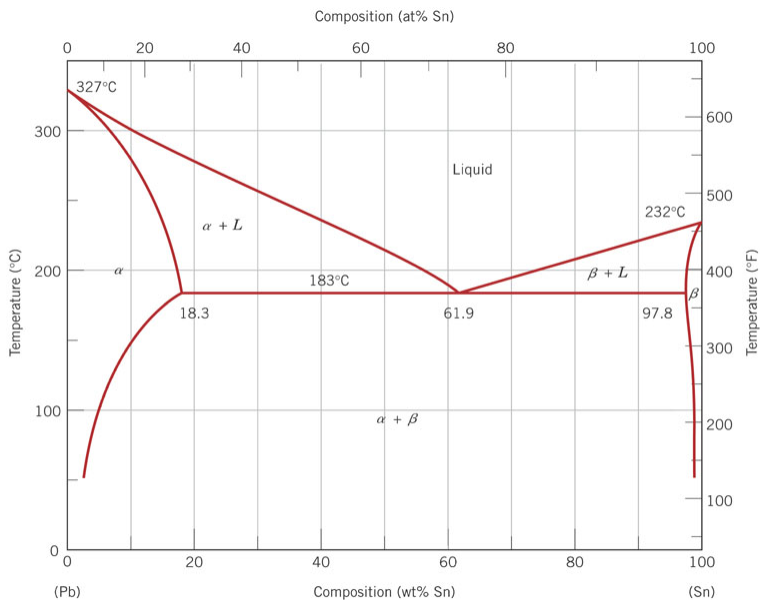 Composition (at% Sn)
0 20 40 60 80 100
327°C
600
300
Liquid
500
232°C
α + L
Temperature (°C)
Temperature (°F)
200
α
183°C
β + L
400
β
18.3
61.9
97.8
300
100
α + β
200
100
0
0 20 40 60 80 100
(Pb)
Composition (wt% Sn)
(Sn)